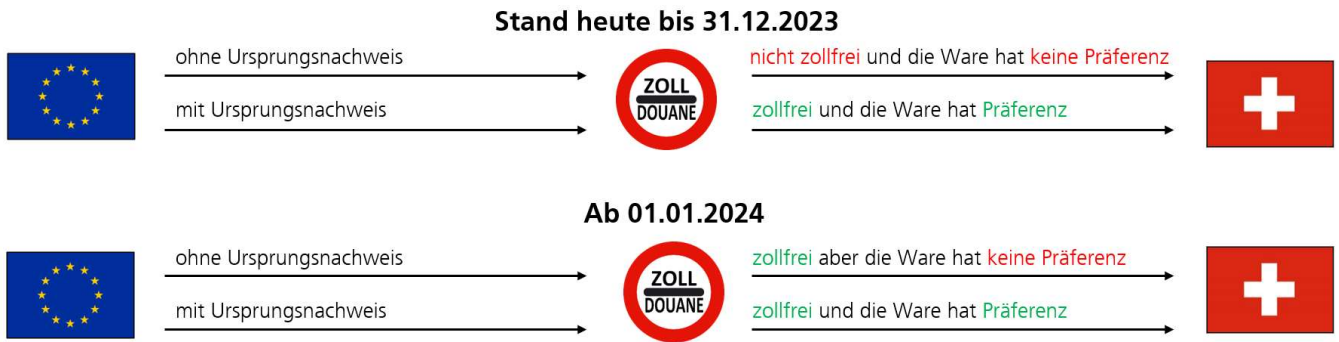 Stand heute bis 31.12.2023
ohne Ursprungsnachweis
nicht zollfrei und die Ware hat keine Präferenz
ZOLL
DOUANE
mit Ursprungsnachweis
zollfrei und die Ware hat Präferenz
Ab 01.01.2024
ohne Ursprungsnachweis
zollfrei aber die Ware hat keine Präferenz
ZOLL
DOUANE
mit Ursprungsnachweis
zollfrei und die Ware hat Präferenz